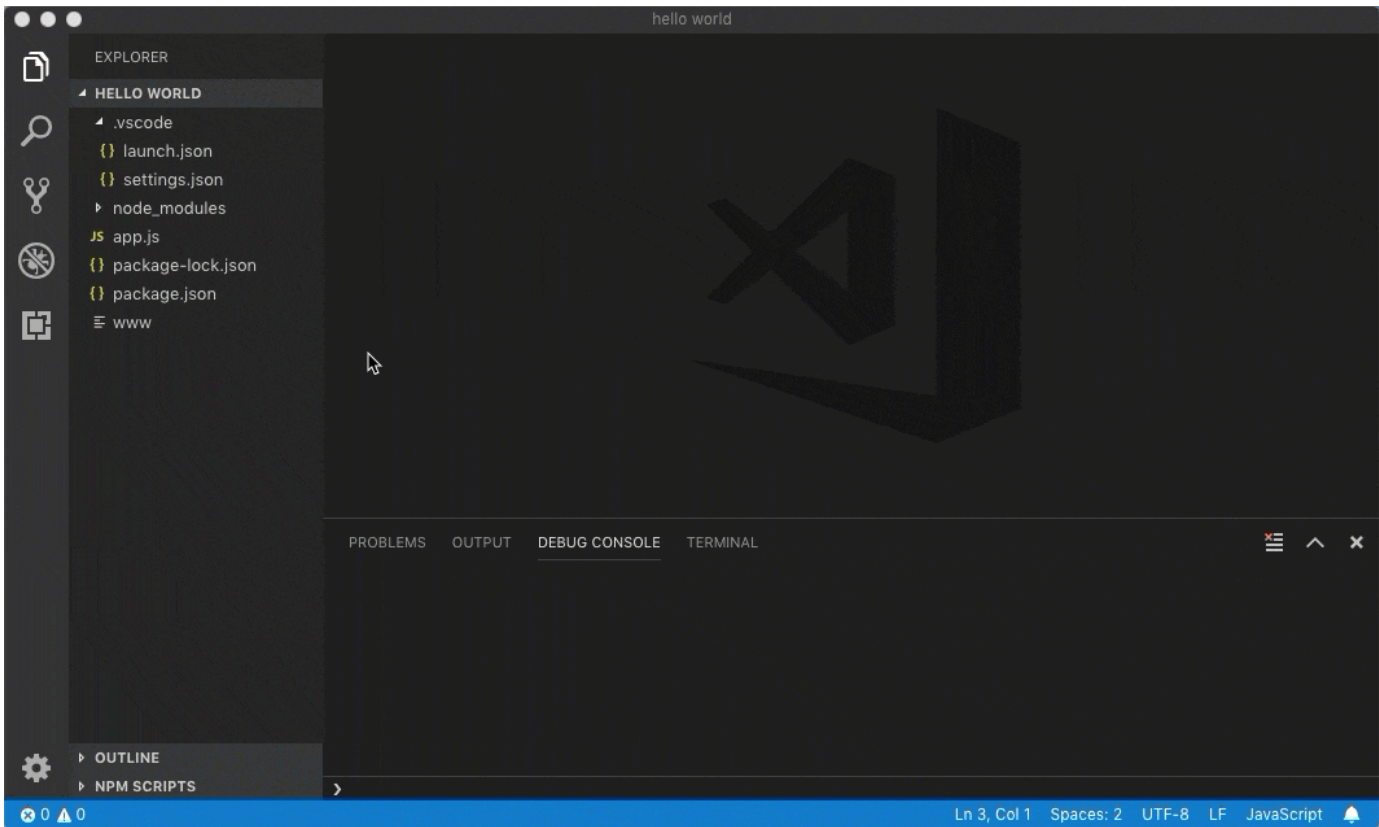 hello world
EXPLORER
HELLO WORLD
.vscode
{} launch.json
{} settings.json
node_modules
JS app.js
{} package-lock.json
{} package.json
www
PROBLEMS OUTPUT DEBUG CONSOLE TERMINAL
OUTLINE
NPM SCRIPTS
0 0 Ln 3, Col 1 Spaces: 2 UTF-8 LF JavaScript